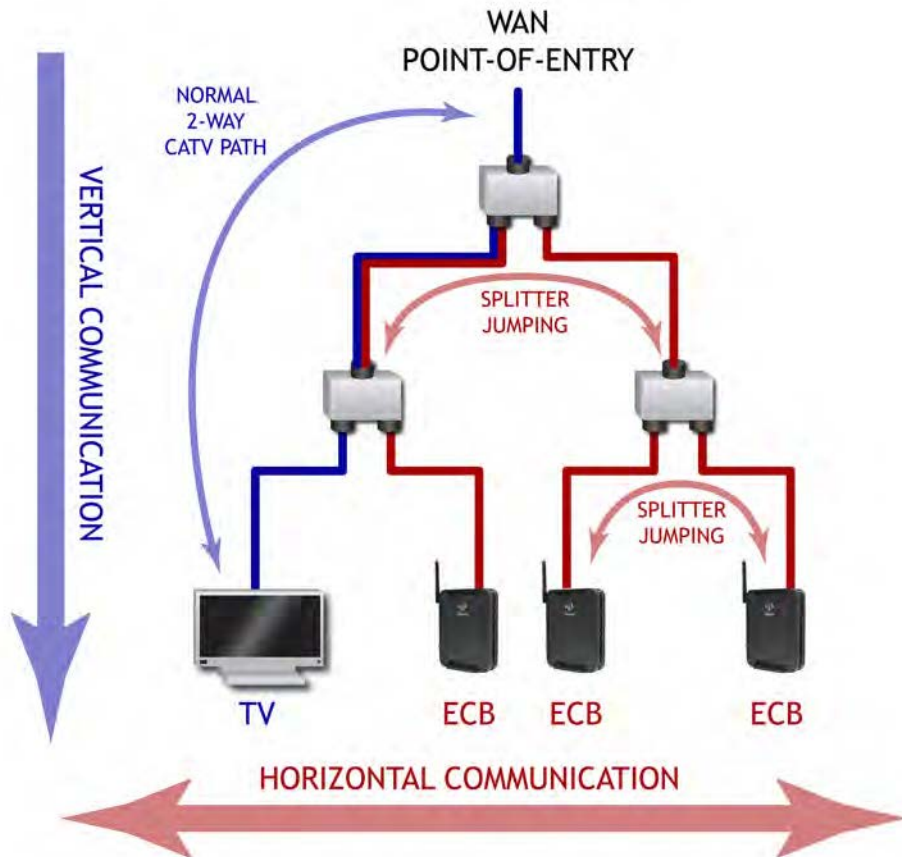 WAN
POINT-OF-ENTRY
NORMAL
2-WAY
CATV PATH
VERTICAL COMMUNICATION
SPLITTER
JUMPING
SPLITTER
JUMPING
TV
ECB
ECB
ECB
HORIZONTAL COMMUNICATION